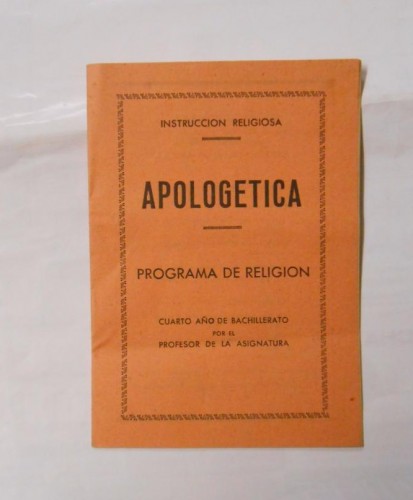 INSTRUCCION RELIGIOSA
APOLOGETICA
PROGRAMA DE RELIGION
CUARTO AÑO DE BACHILLERATO
POR EL
PROFESOR DE LA ASIGNATURA